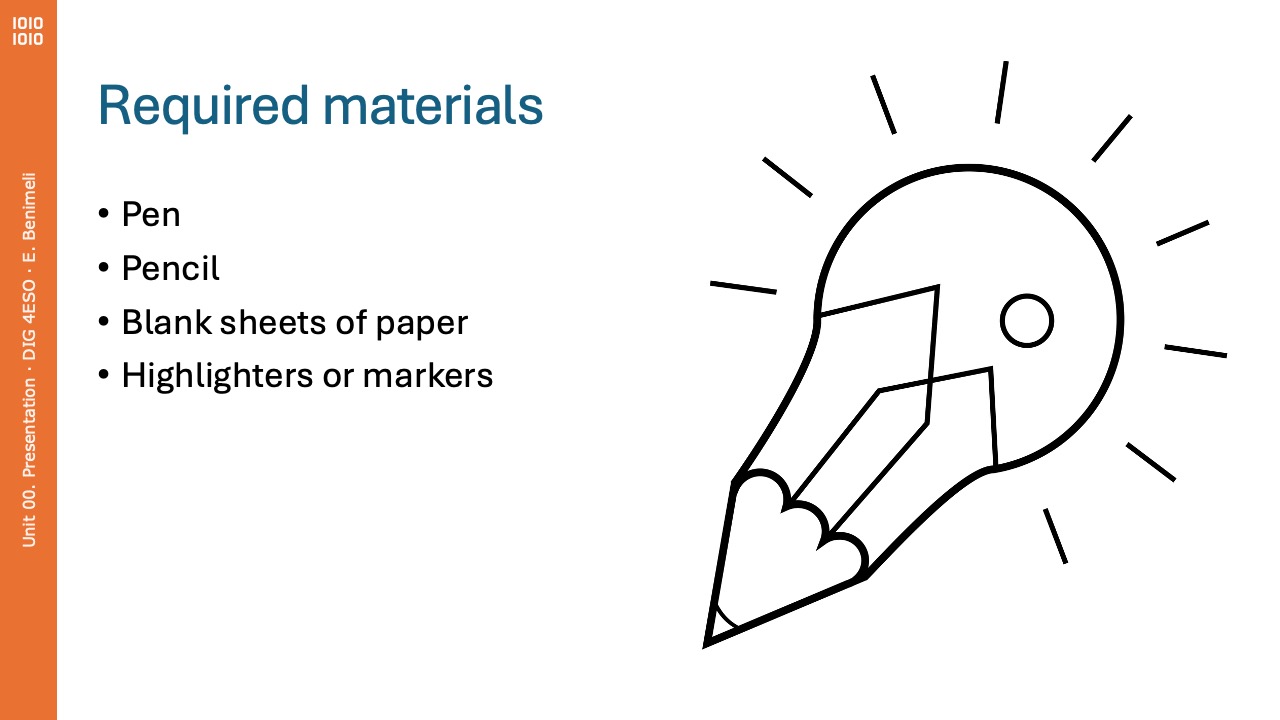 1010
1010
Unit 00. Presentation · DIG 4ESO · E. Benimeli
Required materials
• Pen
• Pencil
• Blank sheets of paper
• Highlighters or markers